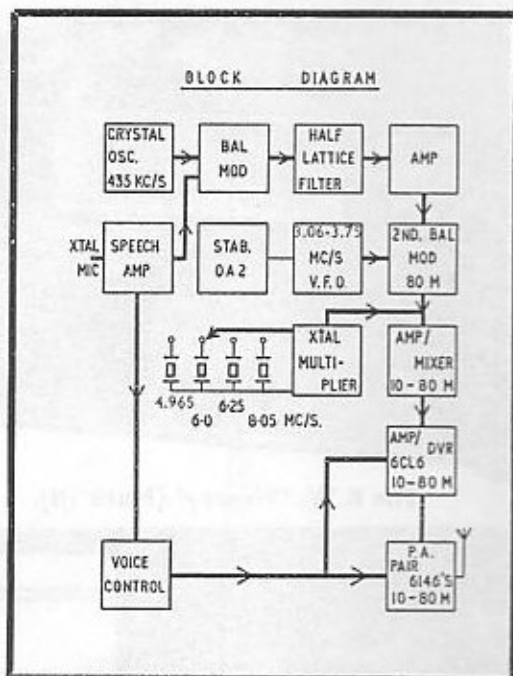 BLOCK DIAGRAM
CRYSTAL
OSC.
435 KC/S
BAL
MOD
HALF
LATTICE
FILTER
AMP
XTAL
MIC
SPEECH
AMP
STAB.
OA2
3.06-3.75
MC/S
V.F.O.
2ND. BAL
MOD
80 M
XTAL
MULTI-
PLIER
AMP/
MIXER
10-80 M
4.965
6.0
6.25
8.05 MC/S.
AMP/ DVR
6CL6
10-80 M
VOICE
CONTROL
P.A.
PAIR
6146'S
10-80 M